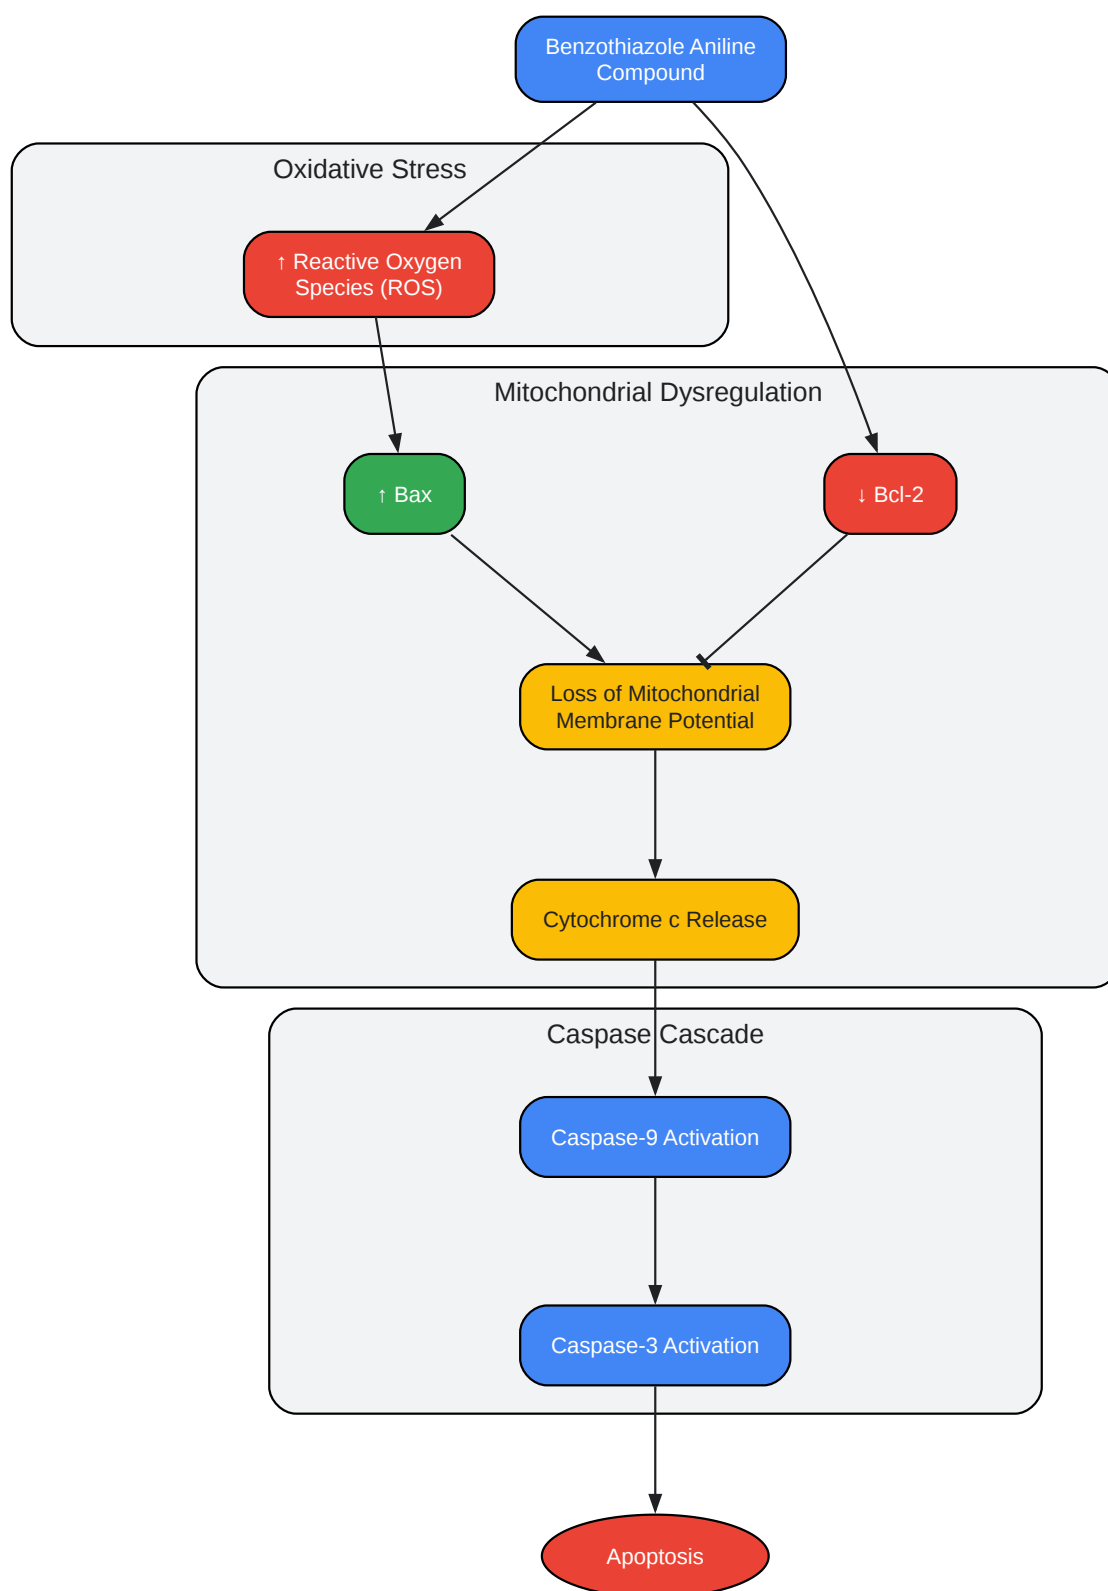 Benzothiazole Aniline
Compound
Oxidative Stress
↑ Reactive Oxygen
Species (ROS)
Mitochondrial Dysregulation
↑ Bax
↓ Bcl-2
Loss of Mitochondrial
Membrane Potential
Cytochrome c Release
Caspase Cascade
Caspase-9 Activation
Caspase-3 Activation
Apoptosis